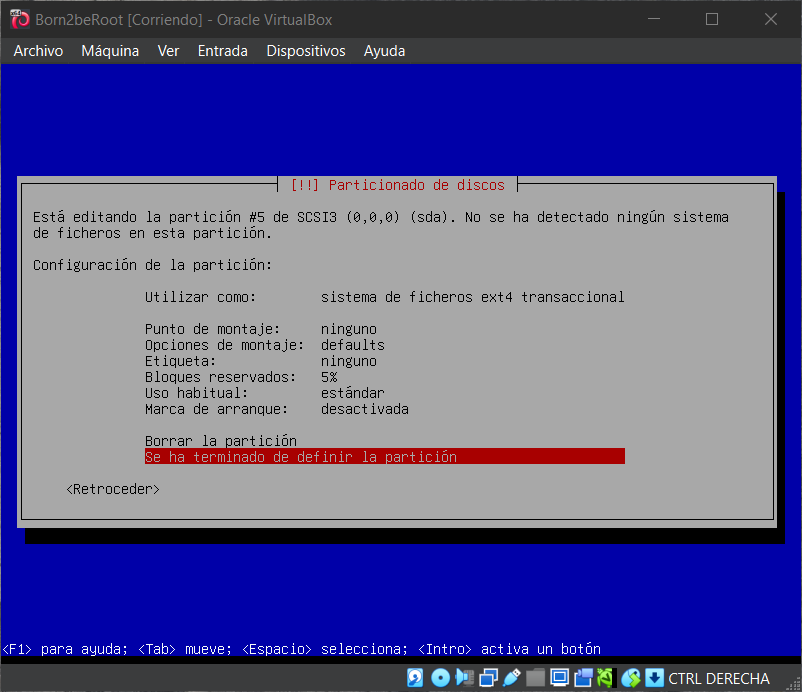 Born2beRoot [Corriendo] - Oracle VirtualBox
Archivo Máquina Ver Entrada Dispositivos Ayuda
[!!] Particionado de discos
Está editando la partición #5 de SCSI3 (0,0,0) (sda). No se ha detectado ningún sistema
de ficheros en esta partición.
Configuración de la partición:
Utilizar como: sistema de ficheros ext4 transaccional
Punto de montaje: ninguno
Opciones de montaje: defaults
Etiqueta: ninguno
Bloques reservados: 5%
Uso habitual: estándar
Marca de arranque: desactivada
Borrar la partición
Se ha terminado de definir la partición
<Retroceder>
<F1> para ayuda; <Tab> mueve; <Espacio> selecciona; <Intro> activa un botón
CTRL DERECHA